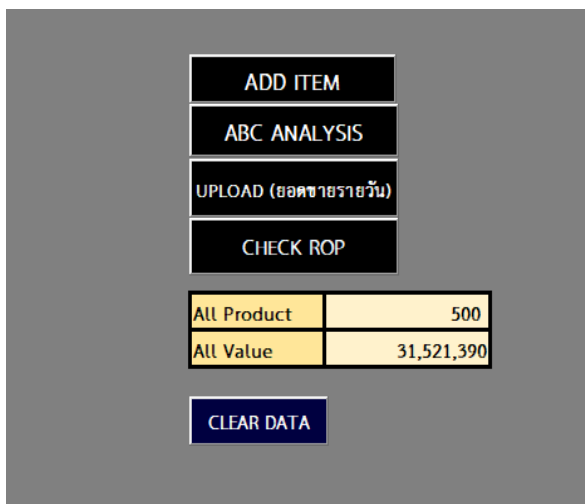 ADD ITEM
ABC ANALYSIS
UPLOAD (ยอดขายรายวัน)
CHECK ROP
All Product 500
All Value 31,521,390
CLEAR DATA